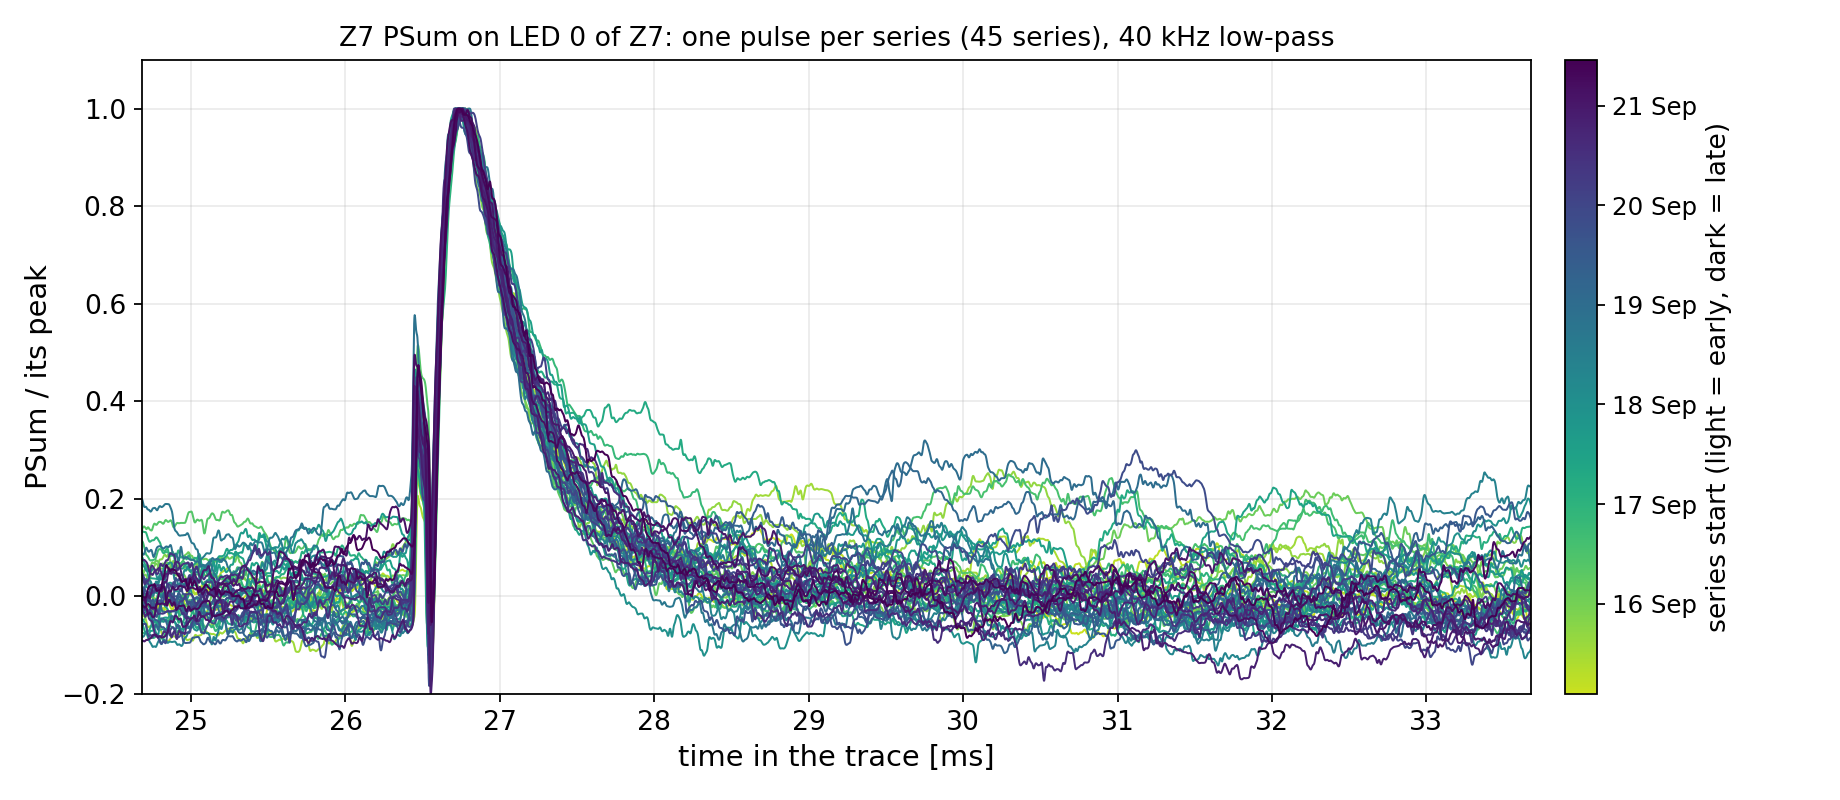 Z7 PSum on LED 0 of Z7: one pulse per series (45 series), 40 kHz low-pass
PSum / its peak
1.0
0.8
0.6
0.4
0.2
0.0
−0.2
25
26
27
28
29
30
31
32
33
time in the trace [ms]
21 Sep
20 Sep
19 Sep
18 Sep
17 Sep
16 Sep
series start (light = early, dark = late)